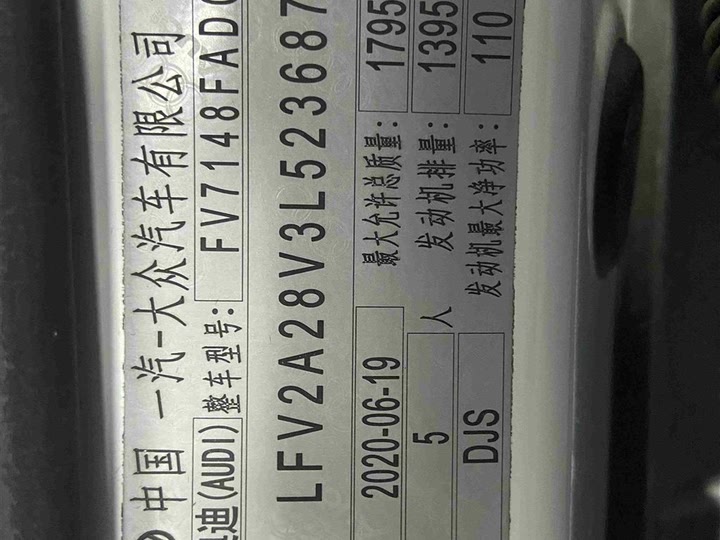 中国 一汽-大众汽车有限公司
迪(AUDI) 整车型号: FV7148FAD
LFV2A28V3L523687
2020-06-19 最大允许总质量: 1795
5 人 发动机排量: 1395
DJS 发动机最大净功率: 110